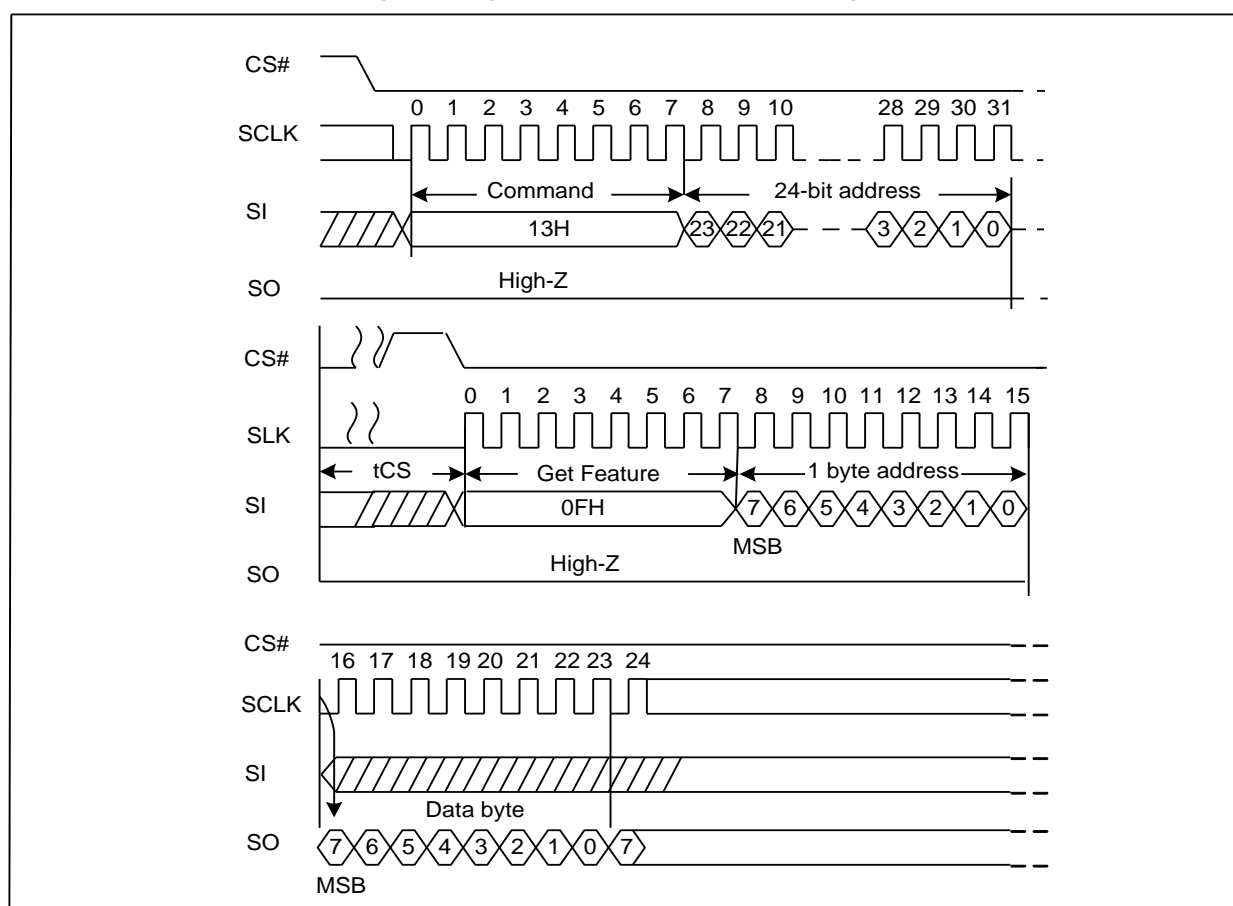 CS#
0 1 2 3 4 5 6 7 8 9 10 28 29 30 31
SCLK
Command 24-bit address
SI
13H 23 22 21 3 2 1 0
High-Z
SO
CS#
0 1 2 3 4 5 6 7 8 9 10 11 12 13 14 15
SLK
tCS Get Feature 1 byte address
SI
0FH 7 6 5 4 3 2 1 0
MSB
High-Z
SO
CS#
16 17 18 19 20 21 22 23 24
SCLK
SI
Data byte
SO 7 6 5 4 3 2 1 0 7
MSB